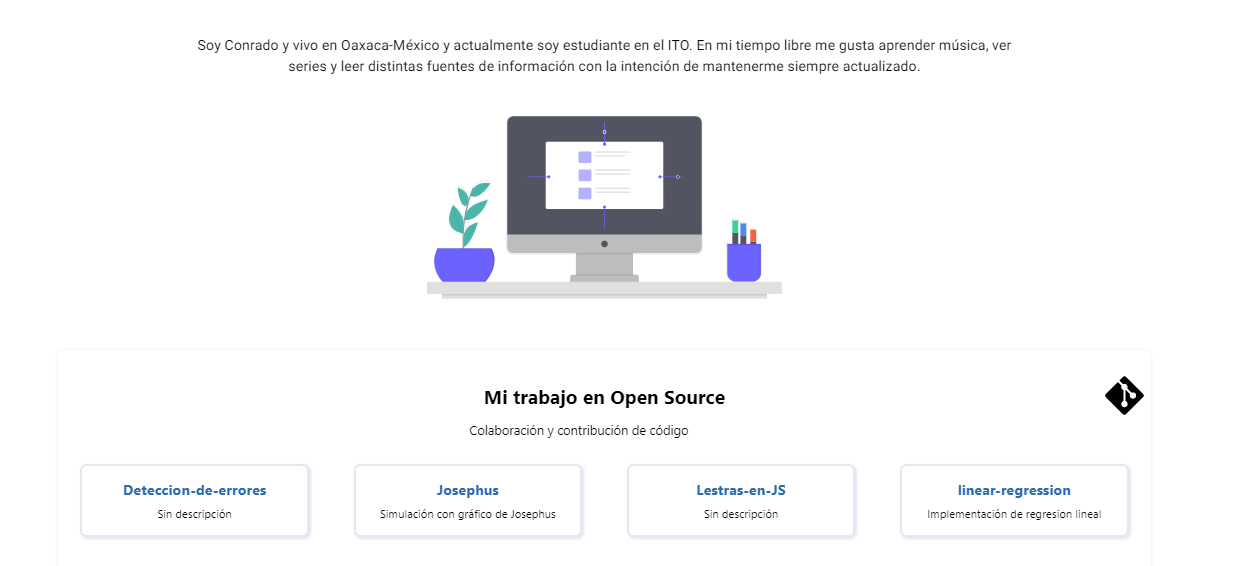 Soy Conrado y vivo en Oaxaca-México y actualmente soy estudiante en el ITO. En mi tiempo libre me gusta aprender música, ver
series y leer distintas fuentes de información con la intención de mantenerme siempre actualizado.
Mi trabajo en Open Source
Colaboración y contribución de código
Deteccion-de-errores
Sin descripción
Josephus
Simulación con gráfico de Josephus
Lestras-en-JS
Sin descripción
linear-regression
Implementación de regresion lineal